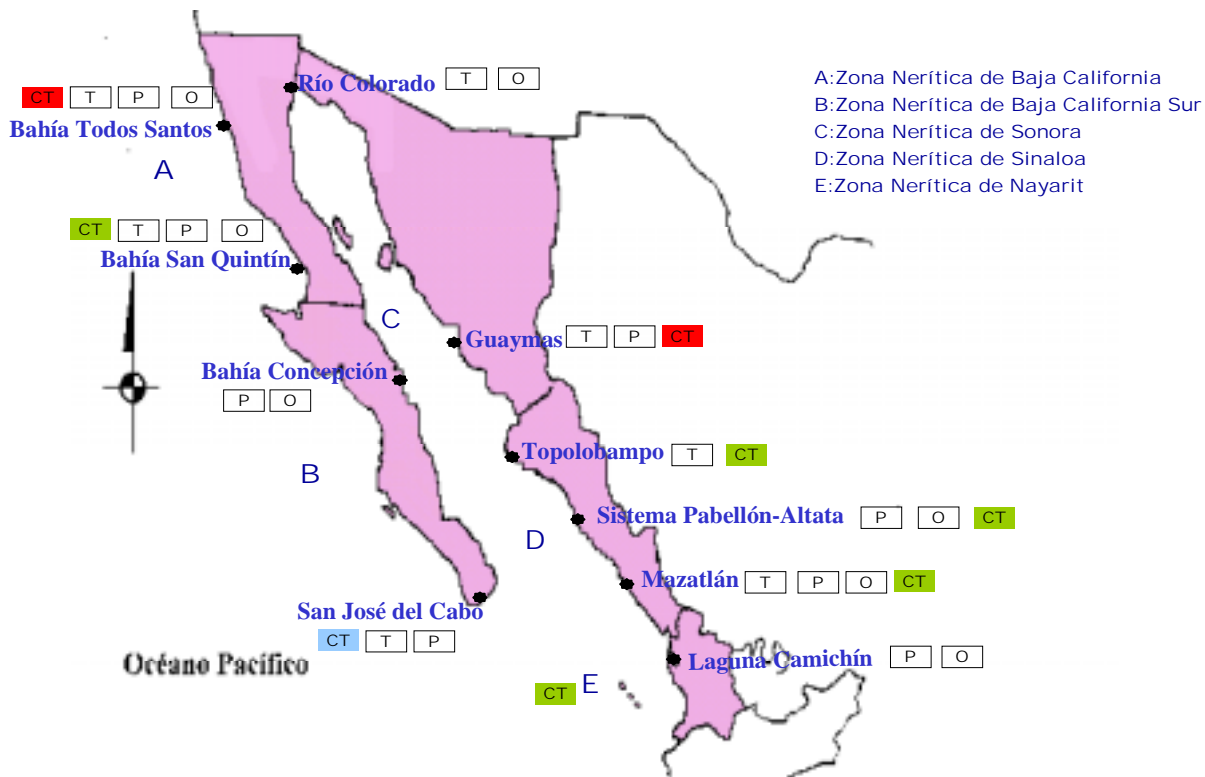 Río Colorado T O
A:Zona Nerítica de Baja California
B:Zona Nerítica de Baja California Sur
C:Zona Nerítica de Sonora
D:Zona Nerítica de Sinaloa
E:Zona Nerítica de Nayarit
CT T P O
Bahía Todos Santos
A
CT T P O
Bahía San Quintín
C
Guaymas T P CT
Bahía Concepción
P O
Topolobampo T CT
B
Sistema Pabellón-Altata P O CT
D
Mazatlán T P O CT
San José del Cabo
CT T P
Océano Pacífico
Laguna Camichín P O
CT E